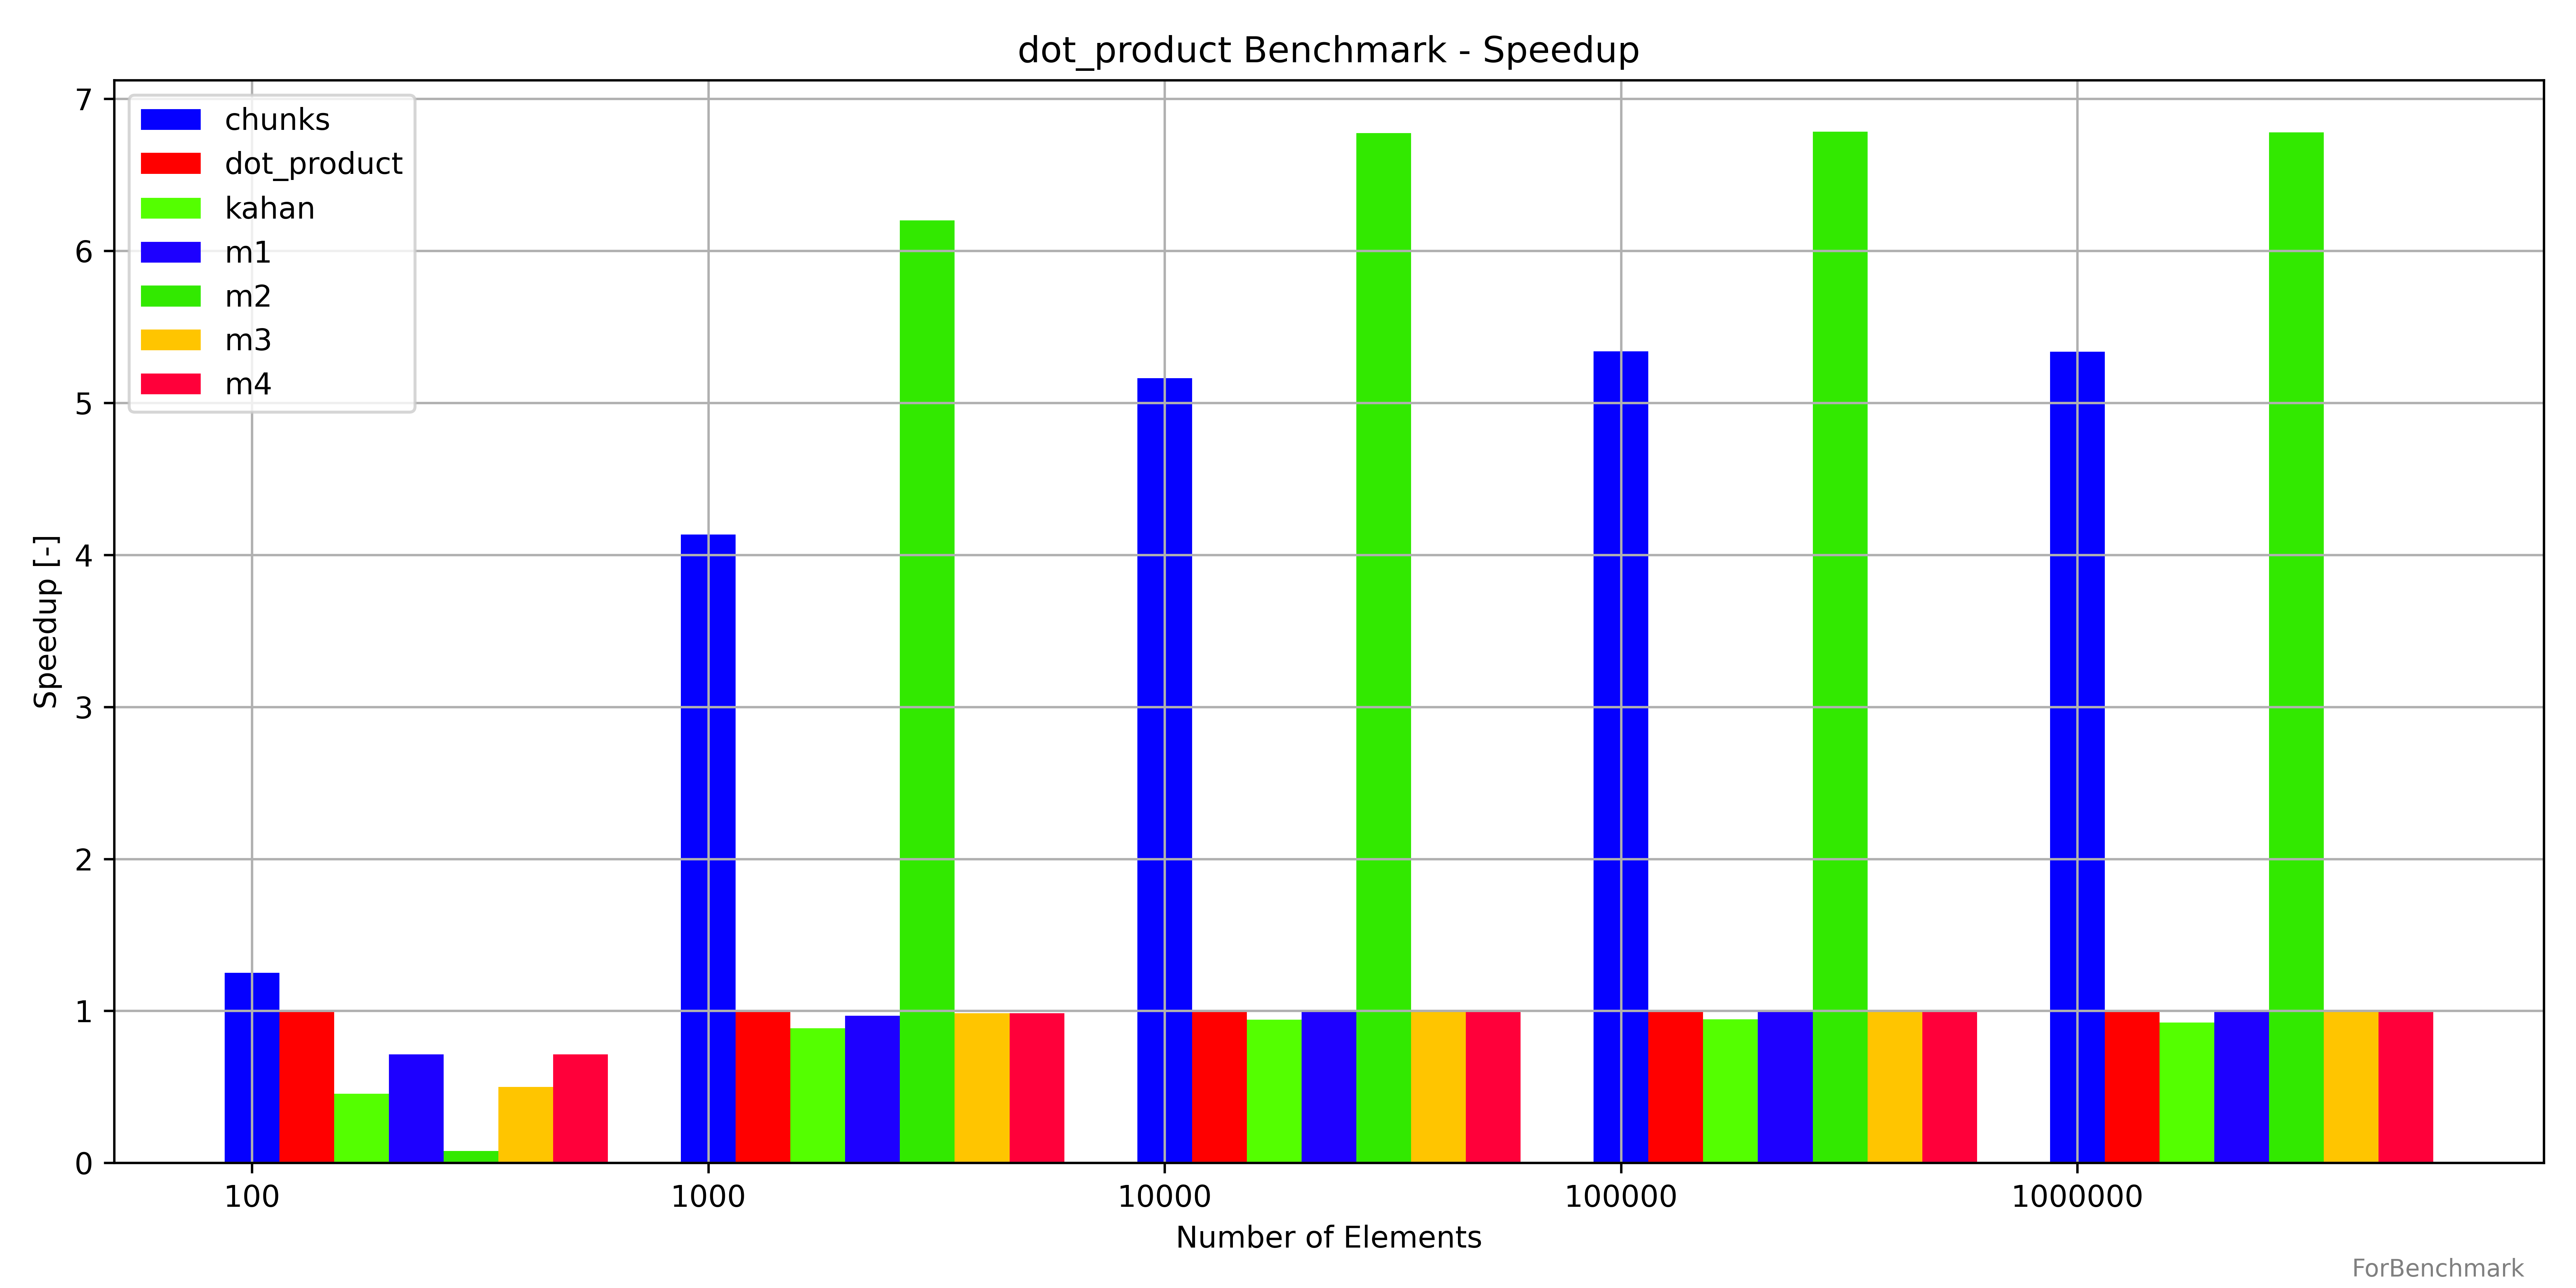 dot_product Benchmark - Speedup
7
6
5
4
3
2
1
0
Speedup [-]
chunks
dot_product
kahan
m1
m2
m3
m4
100 1000 10000 100000 1000000
Number of Elements
ForBenchmark